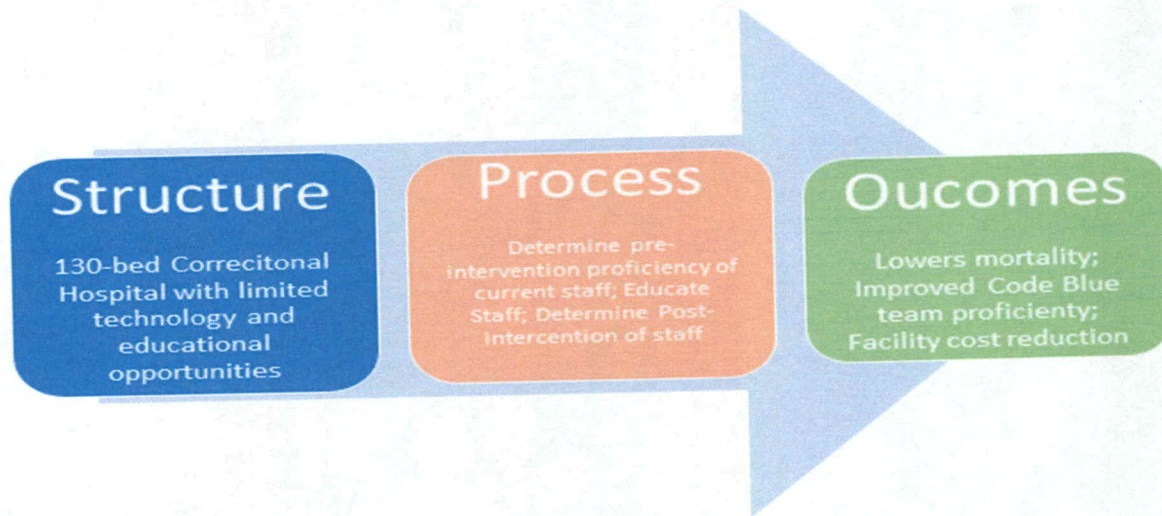 Structure
130-bed Correcitonal
Hospital with limited
technology and
educational
opportunities
Process
Determine pre-
intervention proficiency of
current staff; Educate
Staff; Determine Post-
intercention of staff
Oucomes
Lowers mortality;
Improved Code Blue
team proficienty;
Facility cost reduction